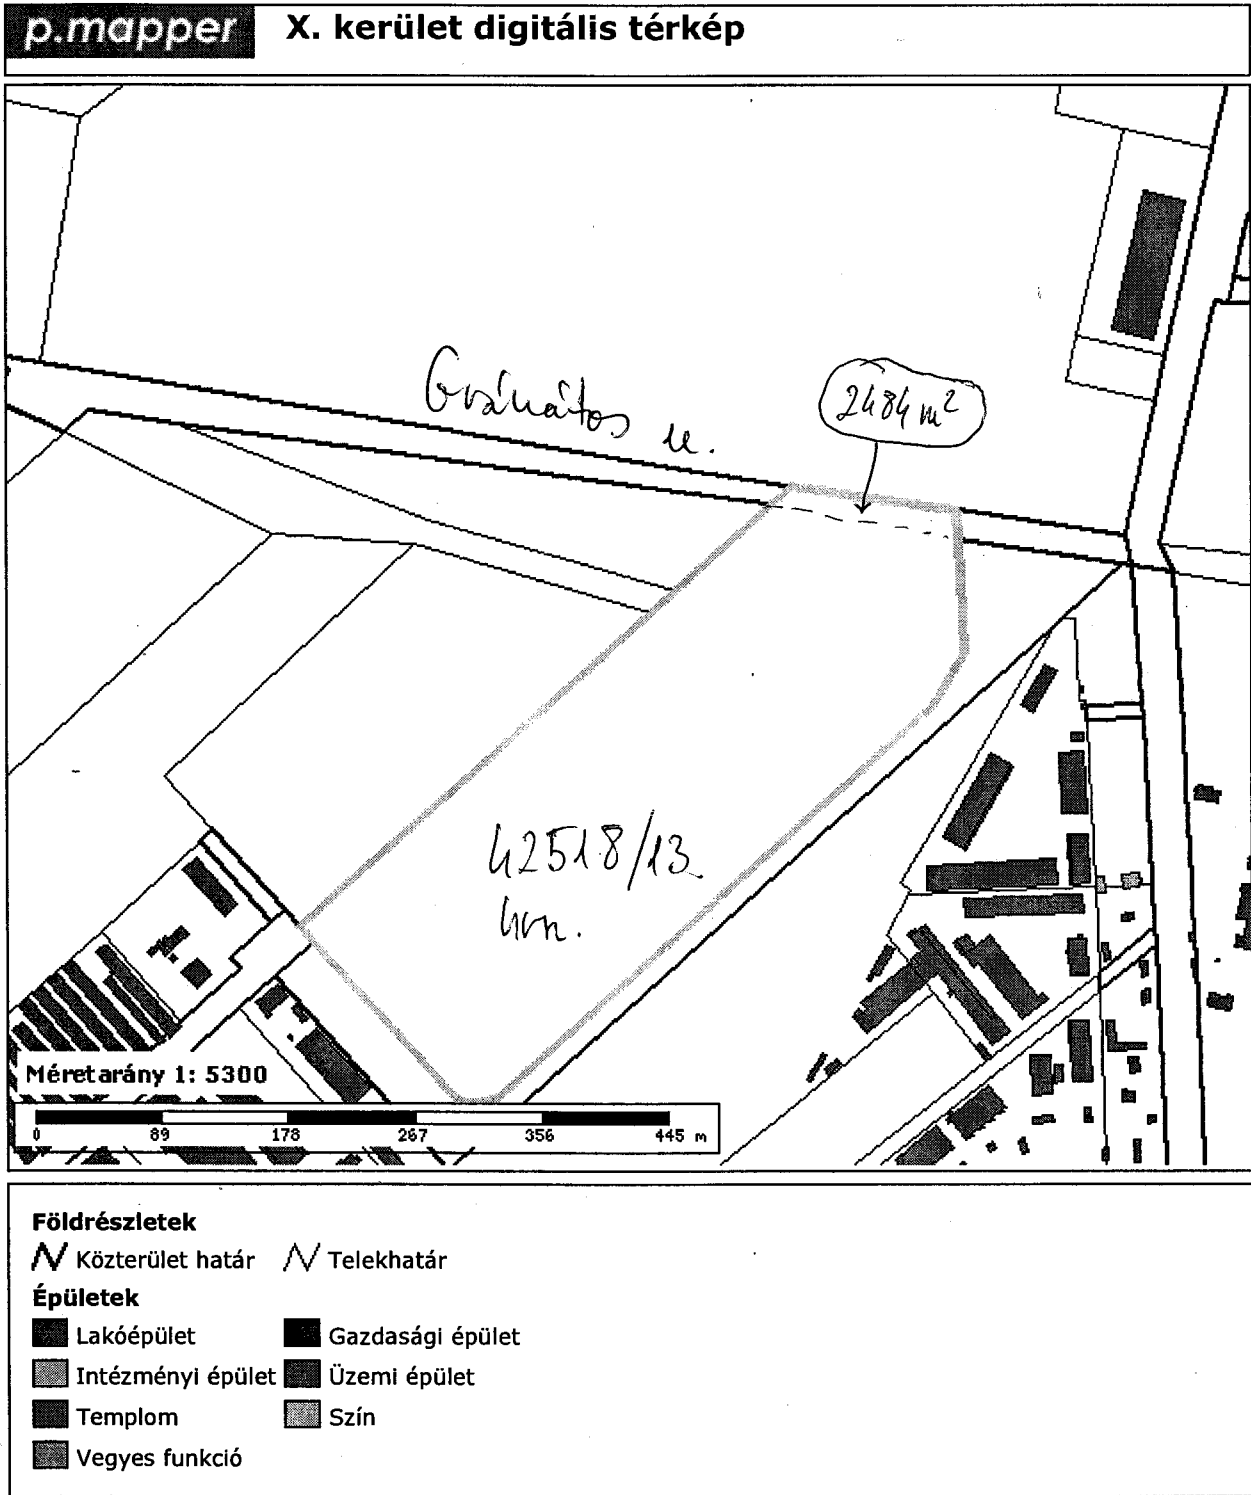 p.mapper
X. kerület digitális térkép
Gránátos u.
2484 m²
42518/13
hrsz.
Méretarány 1: 5300
0 89 178 267 356 445 m
Földrészletek
Közterület határ Telekhatár
Épületek
Lakóépület Gazdasági épület
Intézményi épület Üzemi épület
Templom Szín
Vegyes funkció